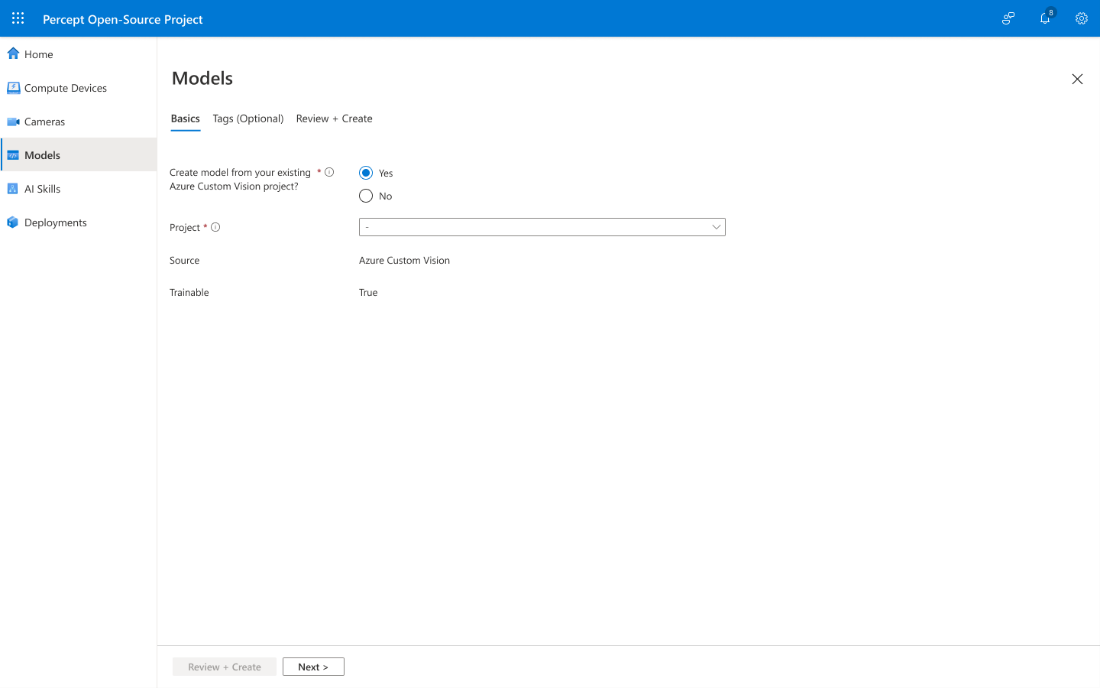 Percept Open-Source Project
8
Home
Compute Devices
Cameras
Models
AI Skills
Deployments
Models
Basics
Tags (Optional)
Review + Create
Create model from your existing *
Azure Custom Vision project?
Yes
No
Project *
-
Source
Azure Custom Vision
Trainable
True
Review + Create
Next >